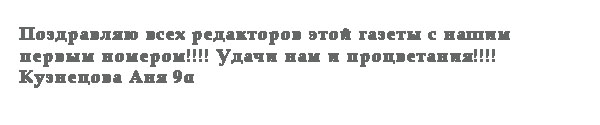 Поздравляю всех редакторов этой газеты с нашим
первым номером!!!! Удачи нам и процветания!!!!
Кузнецова Аня 9а